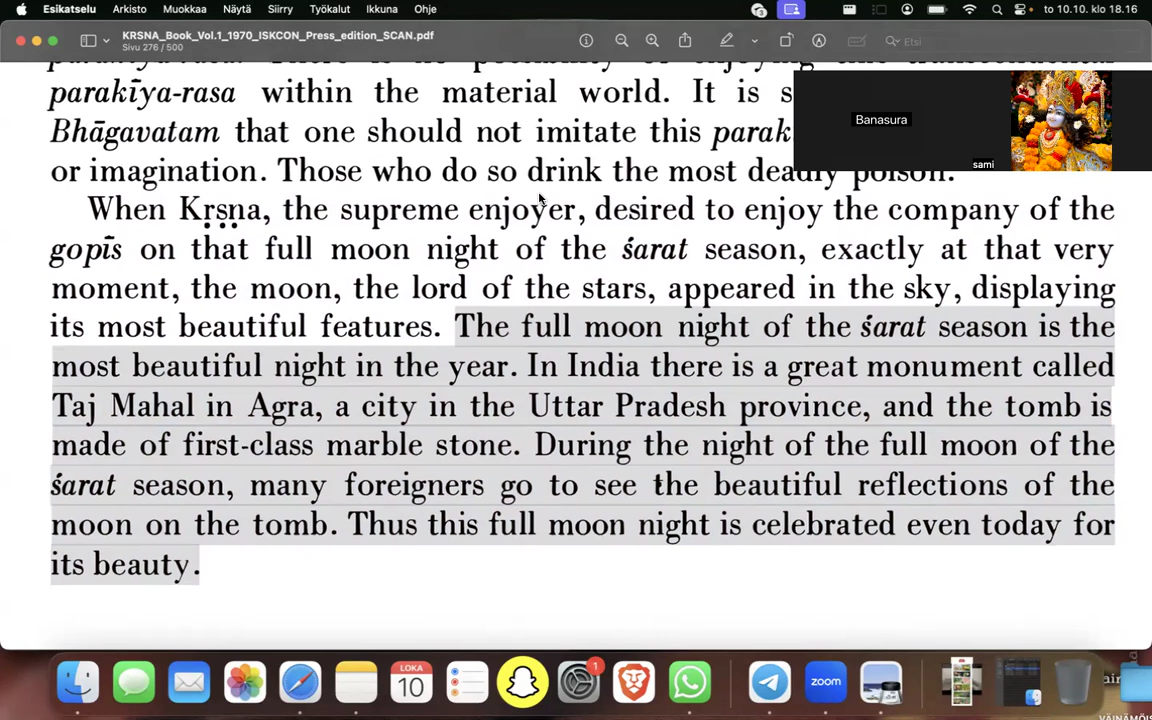 Esikatselu Arkisto Muokkaa Näytä Siirry Työkalut Ikkuna Ohje to 10.10. klo 18.16
KRSNA_Book_Vol.1_1970_ISKCON_Press_edition_SCAN.pdf
Sivu 276 / 500
Etsi
parakīya-rasa within the material world. It is s
Banasura
Bhāgavatam that one should not imitate this parak
sami
or imagination. Those who do so drink the most deadly poison.
When Kṛṣṇa, the supreme enjoyer, desired to enjoy the company of the
gopīs on that full moon night of the śarat season, exactly at that very
moment, the moon, the lord of the stars, appeared in the sky, displaying
its most beautiful features. The full moon night of the śarat season is the
most beautiful night in the year. In India there is a great monument called
Taj Mahal in Agra, a city in the Uttar Pradesh province, and the tomb is
made of first-class marble stone. During the night of the full moon of the
śarat season, many foreigners go to see the beautiful reflections of the
moon on the tomb. Thus this full moon night is celebrated even today for
its beauty.
LOKA
10
1
zoom